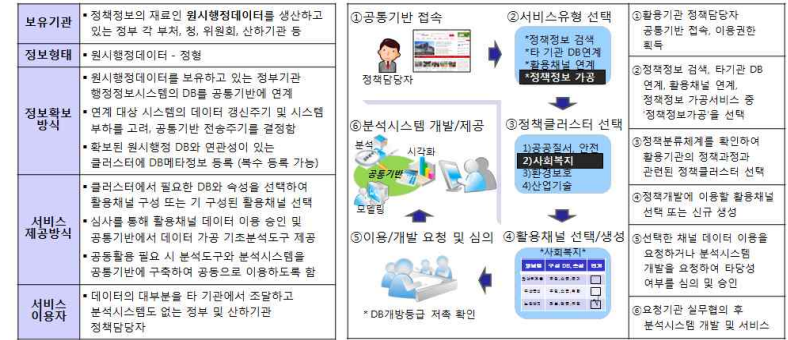 보유기관
▪ 정책정보의 재료인 원시행정데이터를 생산하고
있는 정부 각 부처, 청, 위원회, 산하기관 등
정보형태
▪ 원시행정데이터 - 정형
정보확보
방식
▪ 원시행정데이터를 보유하고 있는 정부기관
행정정보시스템의 DB를 공통기반에 연계
▪ 연계 대상 시스템의 데이터 갱신주기 및 시스템
부하를 고려, 공통기반 전송주기를 결정함
▪ 확보된 원시행정 DB와 연관성이 있는
클러스터에 DB메타정보 등록 (복수 등록 가능)
서비스
제공방식
▪ 클러스터에서 필요한 DB와 속성을 선택하여
활용채널 구성 또는 기 구성된 활용채널 선택
▪ 심사를 통해 활용채널 데이터 이용 승인 및
공통기반에서 데이터 가공 기초분석도구 제공
▪ 공동활용 필요 시 분석도구와 분석시스템을
공통기반에 구축하여 공동으로 이용하도록 함
서비스
이용자
▪ 데이터의 대부분을 타 기관에서 조달하고
분석시스템도 없는 정부 및 산하기관
정책담당자
①공통기반 접속
정책담당자
②서비스유형 선택
*정책정보 검색
*타 기관 DB연계
*활용채널 연계
*정책정보 가공
⑥분석시스템 개발/제공
분석
시각화
공통기반
모델링
③정책클러스터 선택
1)공공질서, 안전
2)사회복지
3)환경보호
4)산업기술
⑤이용/개발 요청 및 심의
* DB개방등급 저촉 확인
④활용채널 선택/생성
*사회복지*
①활용기관 정책담당자
공통기반 접속, 이용권한
획득
②정책정보 검색, 타기관 DB
연계, 활용채널 연계,
정책정보 가공서비스 중
'정책정보가공'을 선택
③정책분류체계를 확인하여
활용기관의 정책과정과
관련된 정책클러스터 선택
④정책개발에 이용할 활용채널
선택 또는 신규 생성
⑤선택한 채널 데이터 이용을
요청하거나 분석시스템
개발을 요청하여 타당성
여부를 심의 및 승인
⑥요청기관 실무협의 후
분석시스템 개발 및 서비스